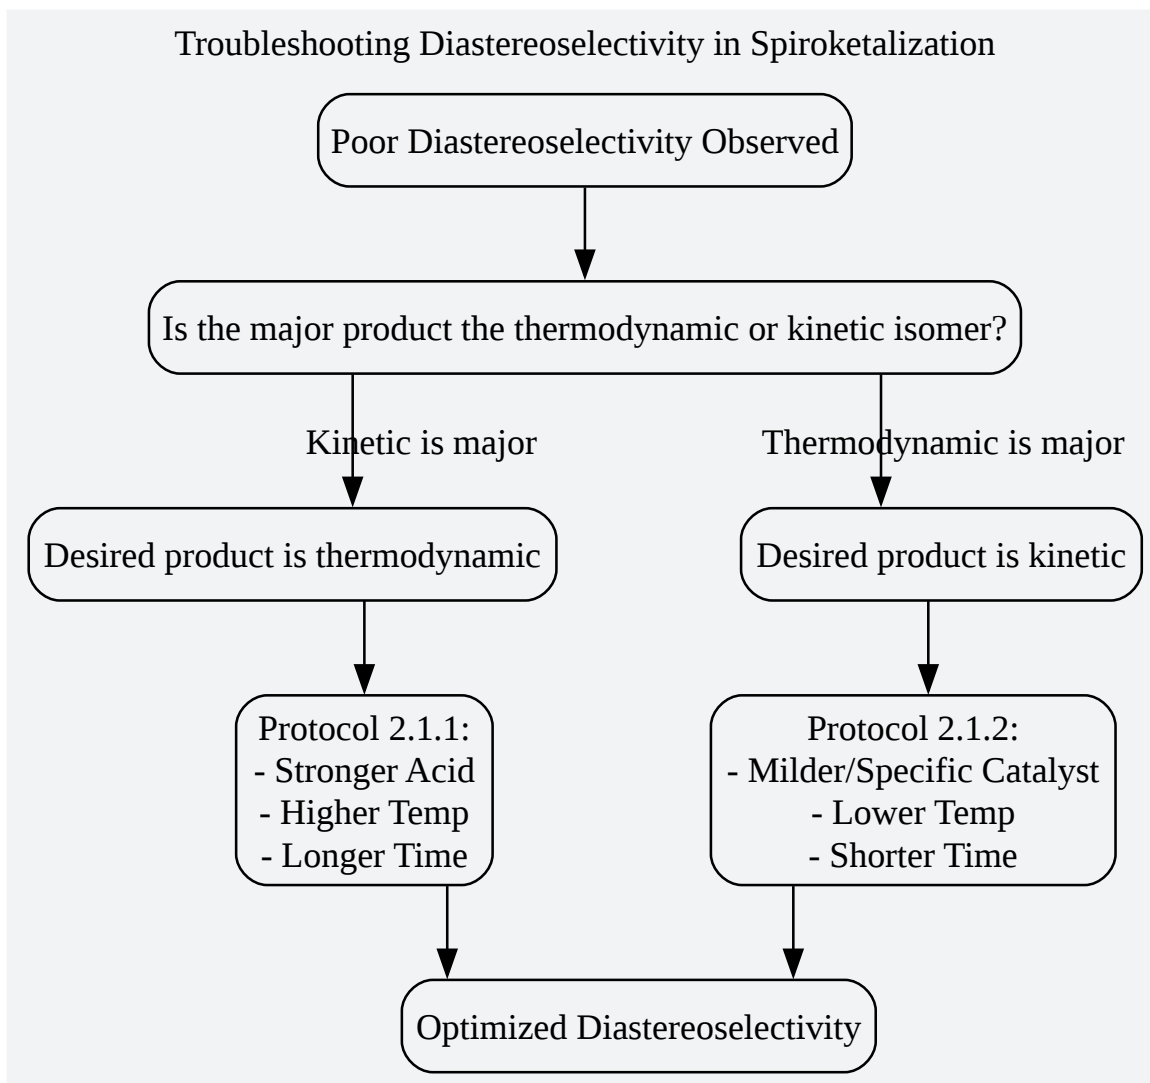 Troubleshooting Diastereoselectivity in Spiroketalization
Poor Diastereoselectivity Observed
Is the major product the thermodynamic or kinetic isomer?
Kinetic is major
Thermodynamic is major
Desired product is thermodynamic
Desired product is kinetic
Protocol 2.1.1:
- Stronger Acid
- Higher Temp
- Longer Time
Protocol 2.1.2:
- Milder/Specific Catalyst
- Lower Temp
- Shorter Time
Optimized Diastereoselectivity